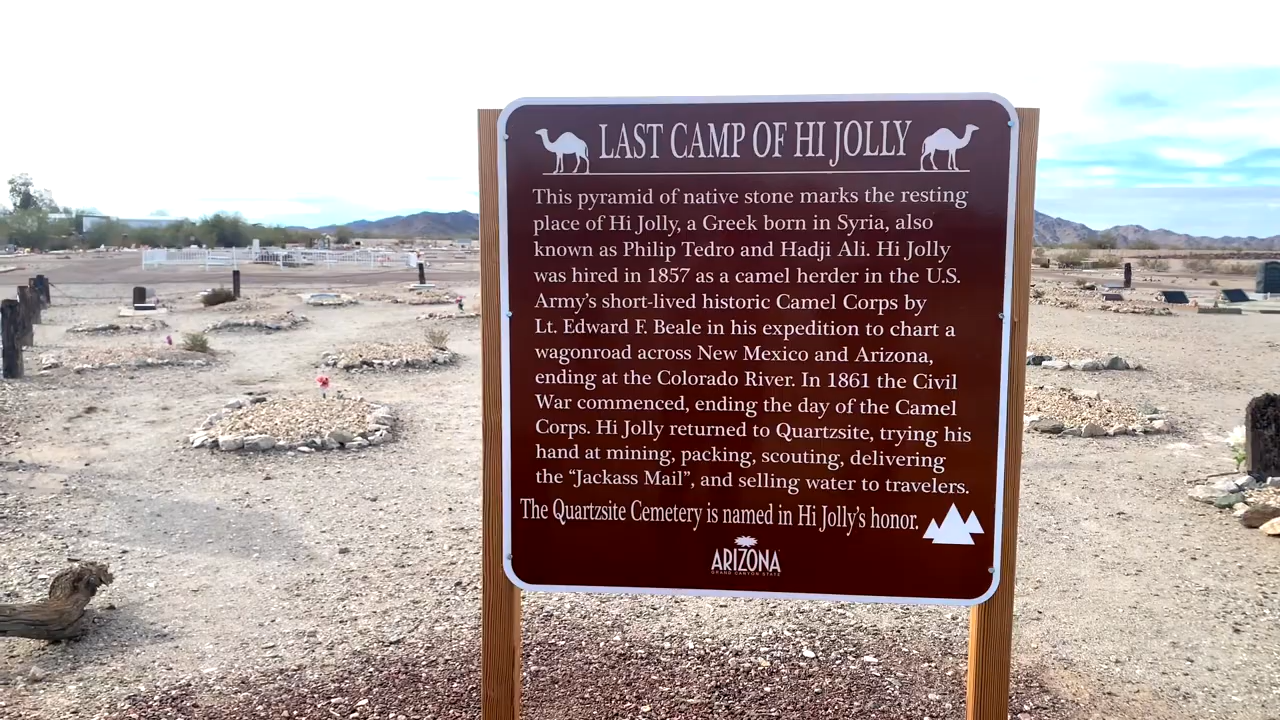 LAST CAMP OF HI JOLLY
This pyramid of native stone marks the resting
place of Hi Jolly, a Greek born in Syria, also
known as Philip Tedro and Hadji Ali. Hi Jolly
was hired in 1857 as a camel herder in the U.S.
Army's short-lived historic Camel Corps by
Lt. Edward F. Beale in his expedition to chart a
wagonroad across New Mexico and Arizona,
ending at the Colorado River. In 1861 the Civil
War commenced, ending the day of the Camel
Corps. Hi Jolly returned to Quartzsite, trying his
hand at mining, packing, scouting, delivering
the “Jackass Mail”, and selling water to travelers.
The Quartzsite Cemetery is named in Hi Jolly's honor.
ARIZONA
GRAND CANYON STATE